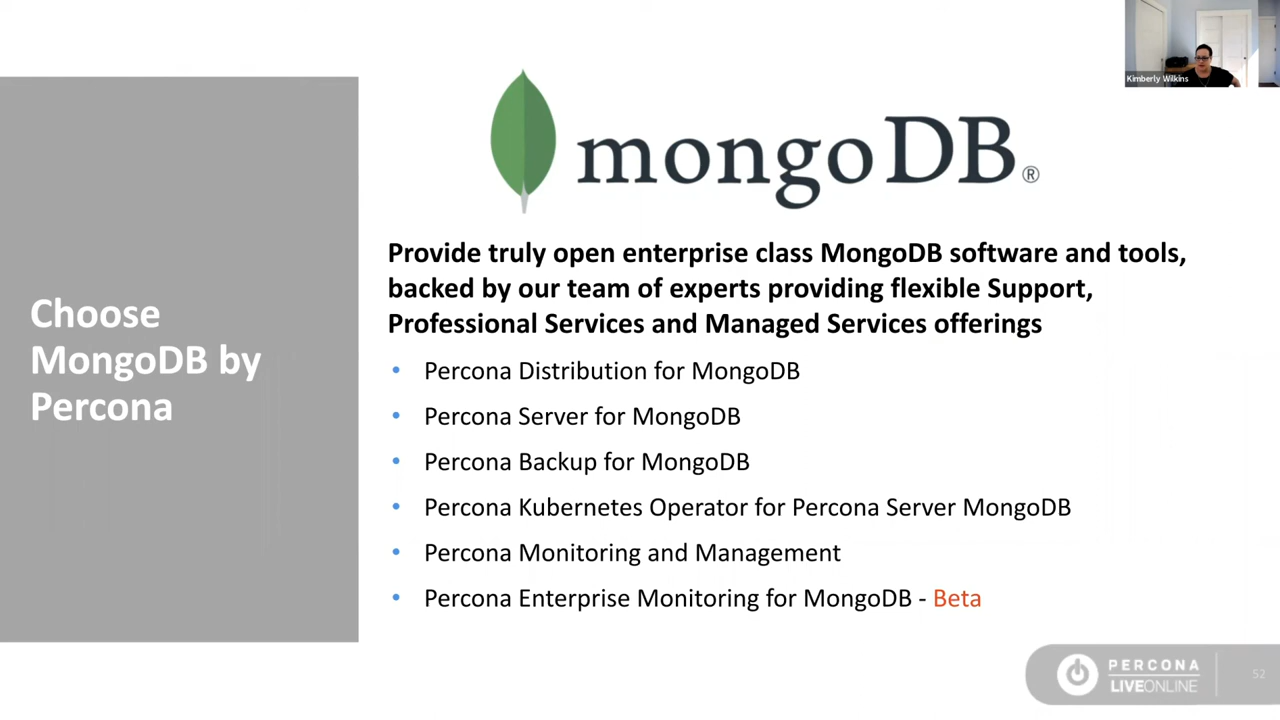 Kimberly Wilkins
mongoDB®
Choose
MongoDB by
Percona
Provide truly open enterprise class MongoDB software and tools,
backed by our team of experts providing flexible Support,
Professional Services and Managed Services offerings
• Percona Distribution for MongoDB
• Percona Server for MongoDB
• Percona Backup for MongoDB
• Percona Kubernetes Operator for Percona Server MongoDB
• Percona Monitoring and Management
• Percona Enterprise Monitoring for MongoDB - Beta
PERCONA
LIVEONLINE
52